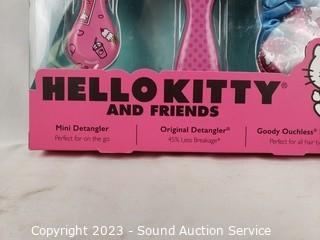 HELLO KITTY®
AND FRIENDS
Mini Detangler
Perfect for on the go
Original Detangler®
45% Less Breakage*
Goody Ouchless®
Perfect for all hair
Copyright 2023 - Sound Auction Service